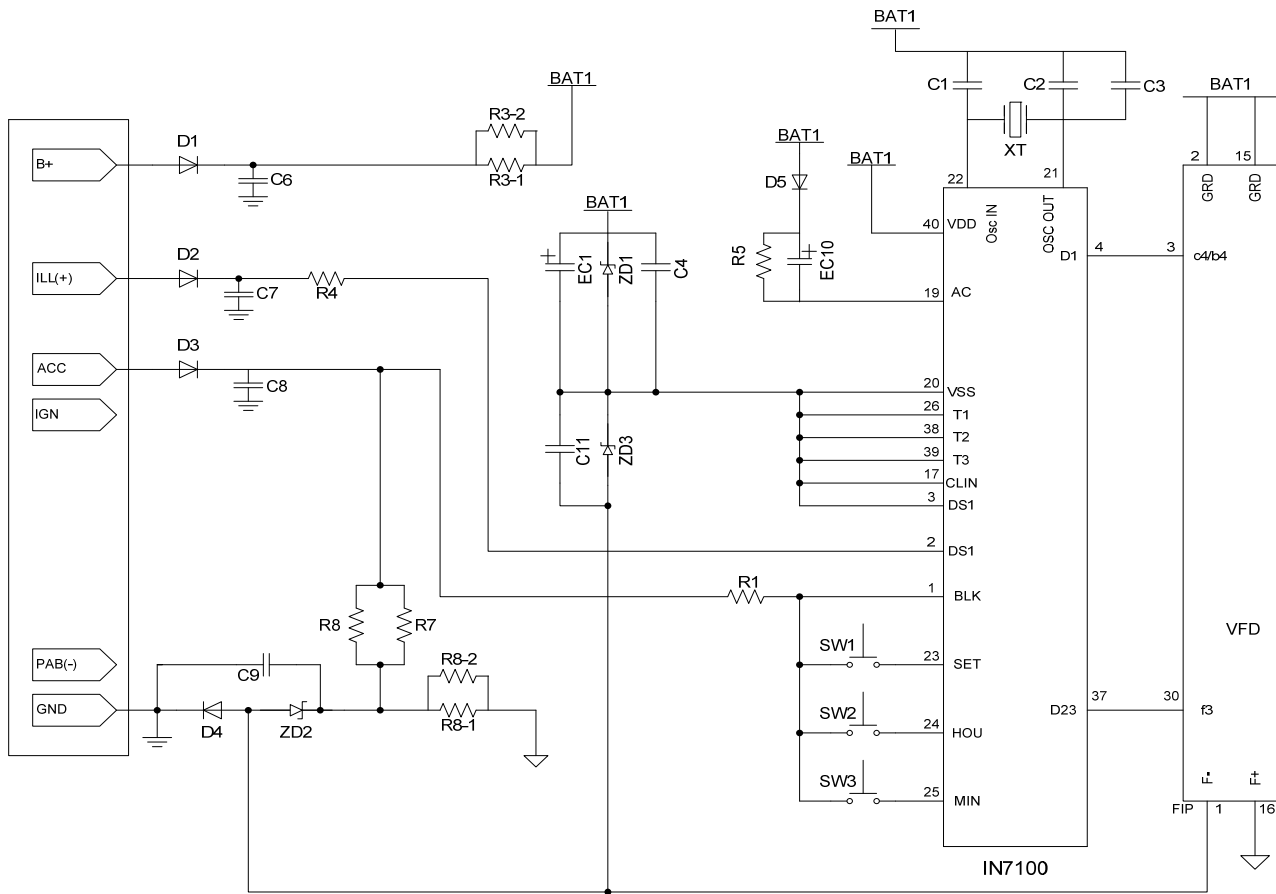 BAT1
C1
C2
C3
XT
BAT1
BAT1
R3-2
R3-1
B+
D1
C6
BAT1
D5
BAT1
22
21
2
15
GRD
GRD
Osc IN
OSC OUT
40
VDD
D1
4
3
c4/b4
BAT1
R5
EC10
19
AC
ILL(+)
D2
C7
R4
EC1
ZD1
C4
ACC
D3
C8
IGN
C11
ZD3
20
VSS
26
T1
38
T2
39
T3
17
CLIN
3
DS1
2
DS1
R1
1
BLK
R8
R7
VFD
PAB(-)
C9
R8-2
R8-1
GND
D4
ZD2
SW1
23
SET
SW2
24
HOU
SW3
25
MIN
D23
37
30
f3
F-
F+
FIP
1
16
IN7100